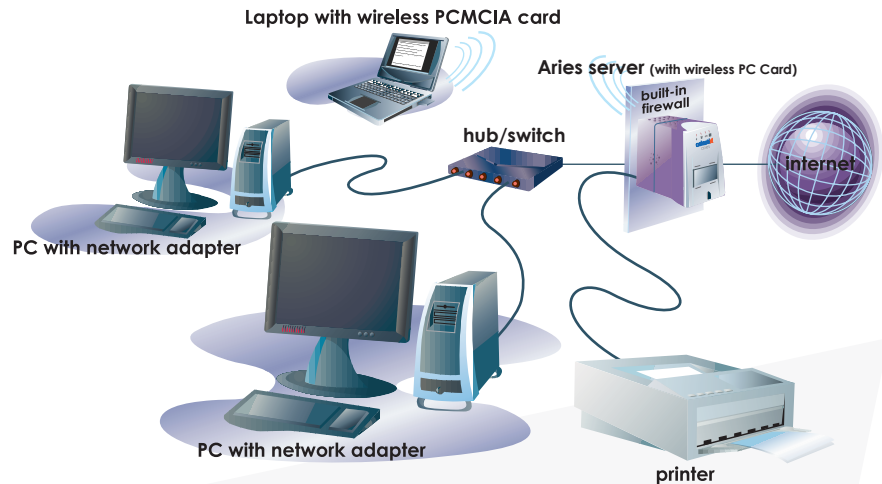 Laptop with wireless PCMCIA card
Aries server (with wireless PC Card)
built-in
firewall
hub/switch
internet
PC with network adapter
PC with network adapter
printer